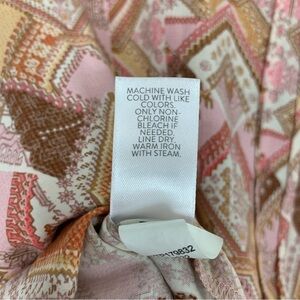 MACHINE WASH
COLD WITH LIKE
COLORS.
ONLY NON-
CHLORINE
BLEACH IF
NEEDED.
LINE DRY.
WARM IRON
WITH STEAM.